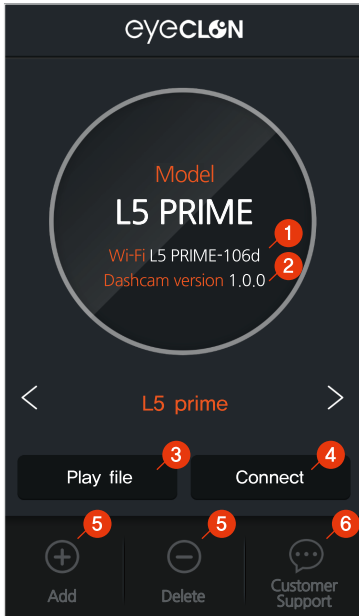 eyeCLON
Model
L5 PRIME
Wi-Fi L5 PRIME-106d
1
Dashcam version 1.0.0
2
< L5 prime >
3
4
Play file
Connect
5
5
6
Add
Delete
Customer
Support